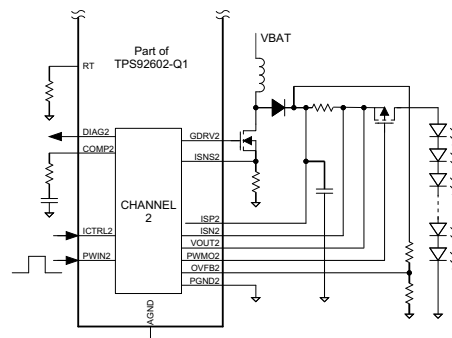 VBAT
Part of
TPS92602-Q1
RT
DIAG2
COMP2
GDRV2
ISNS2
CHANNEL
2
ISP2
ISN2
ICTRL2
VOUT2
PWIN2
PWMO2
OVFB2
PGND2
AGND